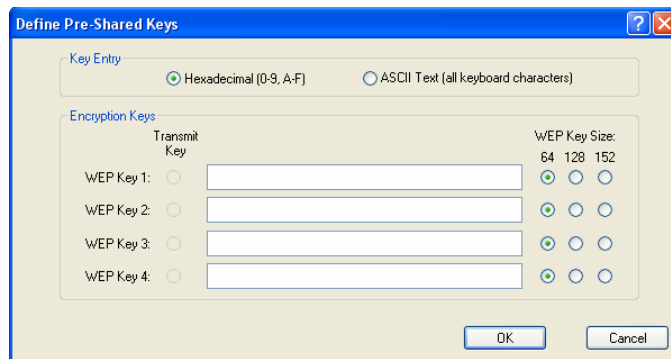 Define Pre-Shared Keys
Key Entry
Hexadecimal (0-9, A-F) ASCII Text (all keyboard characters)
Encryption Keys
Transmit Key WEP Key Size:
64 128 152
WEP Key 1:
WEP Key 2:
WEP Key 3:
WEP Key 4:
OK Cancel